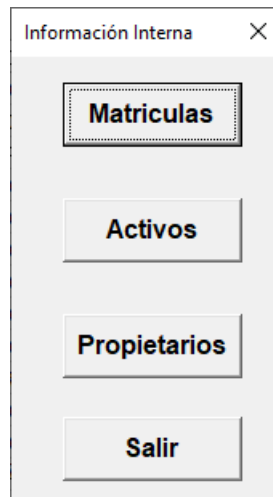 Información Interna
Matriculas
Activos
Propietarios
Salir